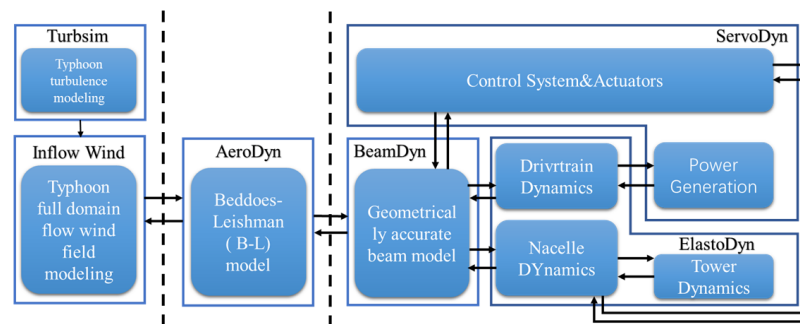 Turbsim
Typhoon
turbulence
modeling
Inflow Wind
Typhoon
full domain
flow wind
field
modeling
AeroDyn
Beddoes-
Leishman
( B-L)
model
ServoDyn
Control System&Actuators
BeamDyn
Geometrical
ly accurate
beam model
Drivrtrain
Dynamics
Power
Generation
Nacelle
DYnamics
ElastoDyn
Tower
Dynamics